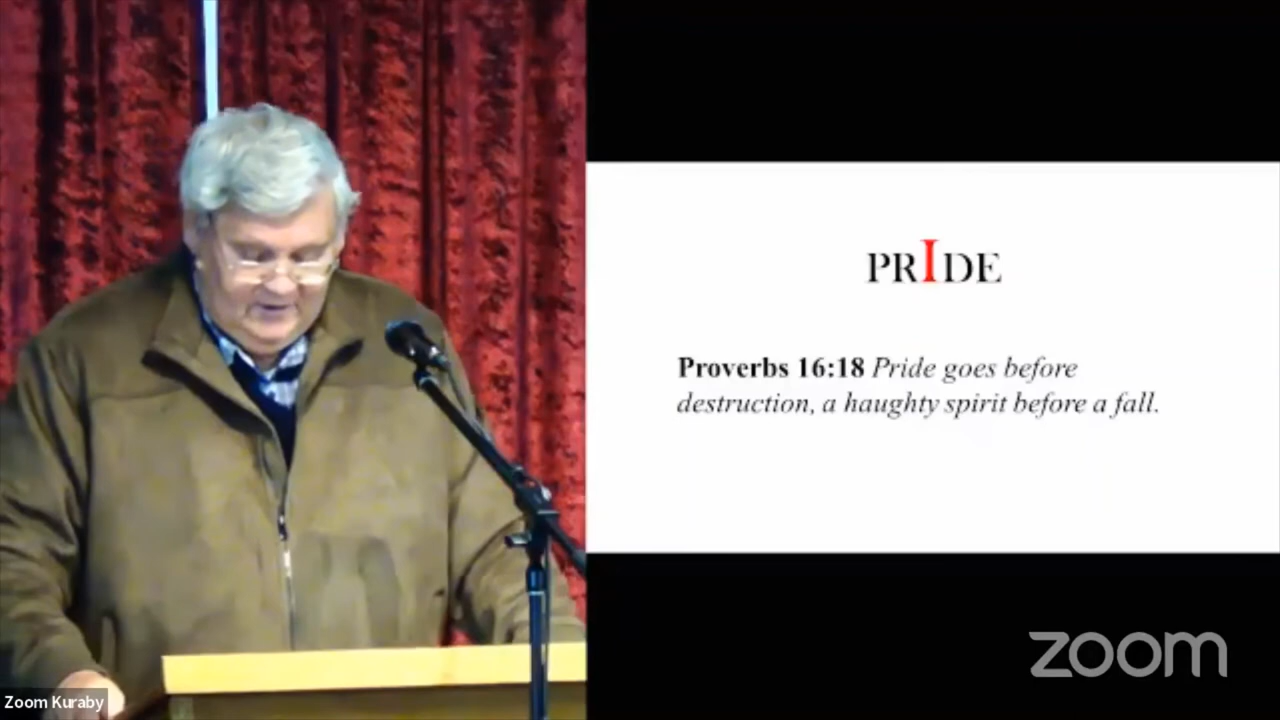 PRIDE
Proverbs 16:18 Pride goes before
destruction, a haughty spirit before a fall.
zoom
Zoom Kuraby